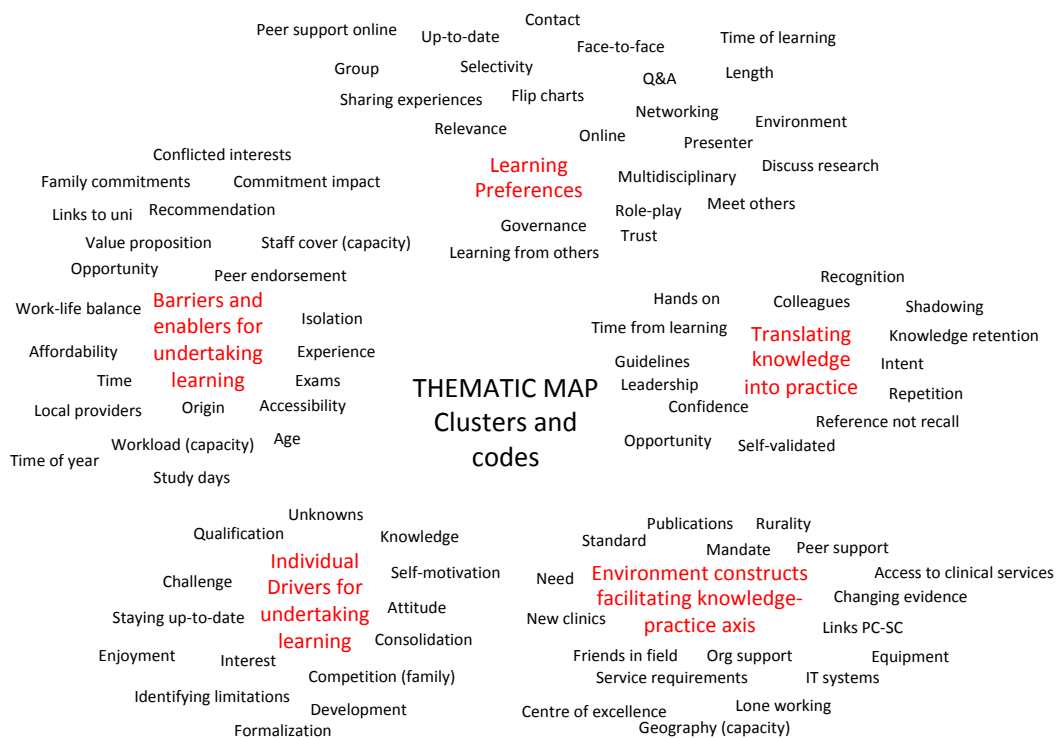 Contact
Peer support online
Up-to-date
Face-to-face
Time of learning
Group
Selectivity
Q&A
Length
Sharing experiences
Flip charts
Networking
Environment
Relevance
Online
Presenter
Learning
Preferences
Multidisciplinary
Discuss research
Role-play
Meet others
Governance
Trust
Learning from others
Conflicted interests
Family commitments
Commitment impact
Links to uni
Recommendation
Value proposition
Staff cover (capacity)
Opportunity
Peer endorsement
Work-life balance
Barriers and
enablers for
undertaking
learning
Isolation
Affordability
Experience
Time
Exams
Local providers
Origin
Accessibility
Workload (capacity)
Age
Time of year
Study days
THEMATIC MAP
Clusters and
codes
Recognition
Hands on
Colleagues
Shadowing
Time from learning
Translating
knowledge
into practice
Knowledge retention
Guidelines
Intent
Leadership
Repetition
Confidence
Reference not recall
Opportunity
Self-validated
Unknowns
Qualification
Knowledge
Individual
Drivers for
undertaking
learning
Challenge
Self-motivation
Staying up-to-date
Attitude
Consolidation
Enjoyment
Interest
Competition (family)
Identifying limitations
Development
Formalization
Publications
Rurality
Standard
Mandate
Peer support
Need
Environment constructs
facilitating knowledge-
practice axis
Access to clinical services
Changing evidence
New clinics
Links PC-SC
Friends in field
Org support
Equipment
Service requirements
IT systems
Centre of excellence
Lone working
Geography (capacity)